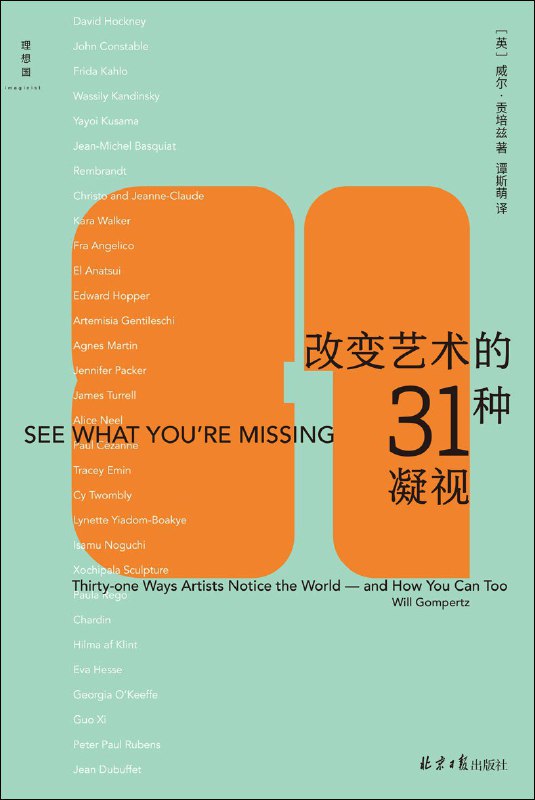 理想国
imaginist
David Hockney
John Constable
Frida Kahlo
Wassily Kandinsky
Yayoi Kusama
Jean-Michel Basquiat
Rembrandt
Christo and Jeanne-Claude
Kara Walker
Fra Angelico
El Anatsui
Edward Hopper
Artemisia Gentileschi
Agnes Martin
Jennifer Packer
James Turrell
Alice Neel
Paul Cézanne
Tracey Emin
Cy Twombly
Lynette Yiadom-Boakye
Isamu Noguchi
Xochipala Sculpture
Paula Rego
Chardin
Hilma af Klint
Eva Hesse
Georgia O'Keeffe
Guo Xi
Peter Paul Rubens
Jean Dubuffet
[英] 威尔·贡培兹 著 谭斯萌 译
改变艺术的
31种
凝视
SEE WHAT YOU'RE MISSING
Thirty-one Ways Artists Notice the World — and How You Can Too
Will Gompertz
北京日报出版社